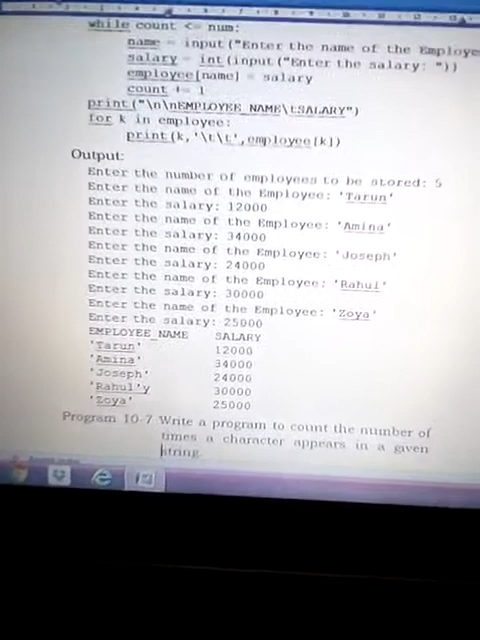 while count <= num:
name = input ("Enter the name of the Employe
salary = int (input ("Enter the salary: "))
employee[name] = salary
count += 1
print("\n\nEMPLOYEE_NAME\tSALARY")
for k in employee:
print(k,'\t\t',employee[k])
Output:
Enter the number of employees to be stored: 5
Enter the name of the Employee: 'Tarun'
Enter the salary: 12000
Enter the name of the Employee: 'Amina'
Enter the salary: 34000
Enter the name of the Employee: 'Joseph'
Enter the salary: 24000
Enter the name of the Employee: 'Rahul'
Enter the salary: 30000
Enter the name of the Employee: 'Zoya'
Enter the salary: 25000
EMPLOYEE_NAME SALARY
'Tarun' 12000
'Amina' 34000
'Joseph' 24000
'Rahul'y 30000
'Zoya' 25000
Program 10-7 Write a program to count the number of
times a character appears in a given
string.